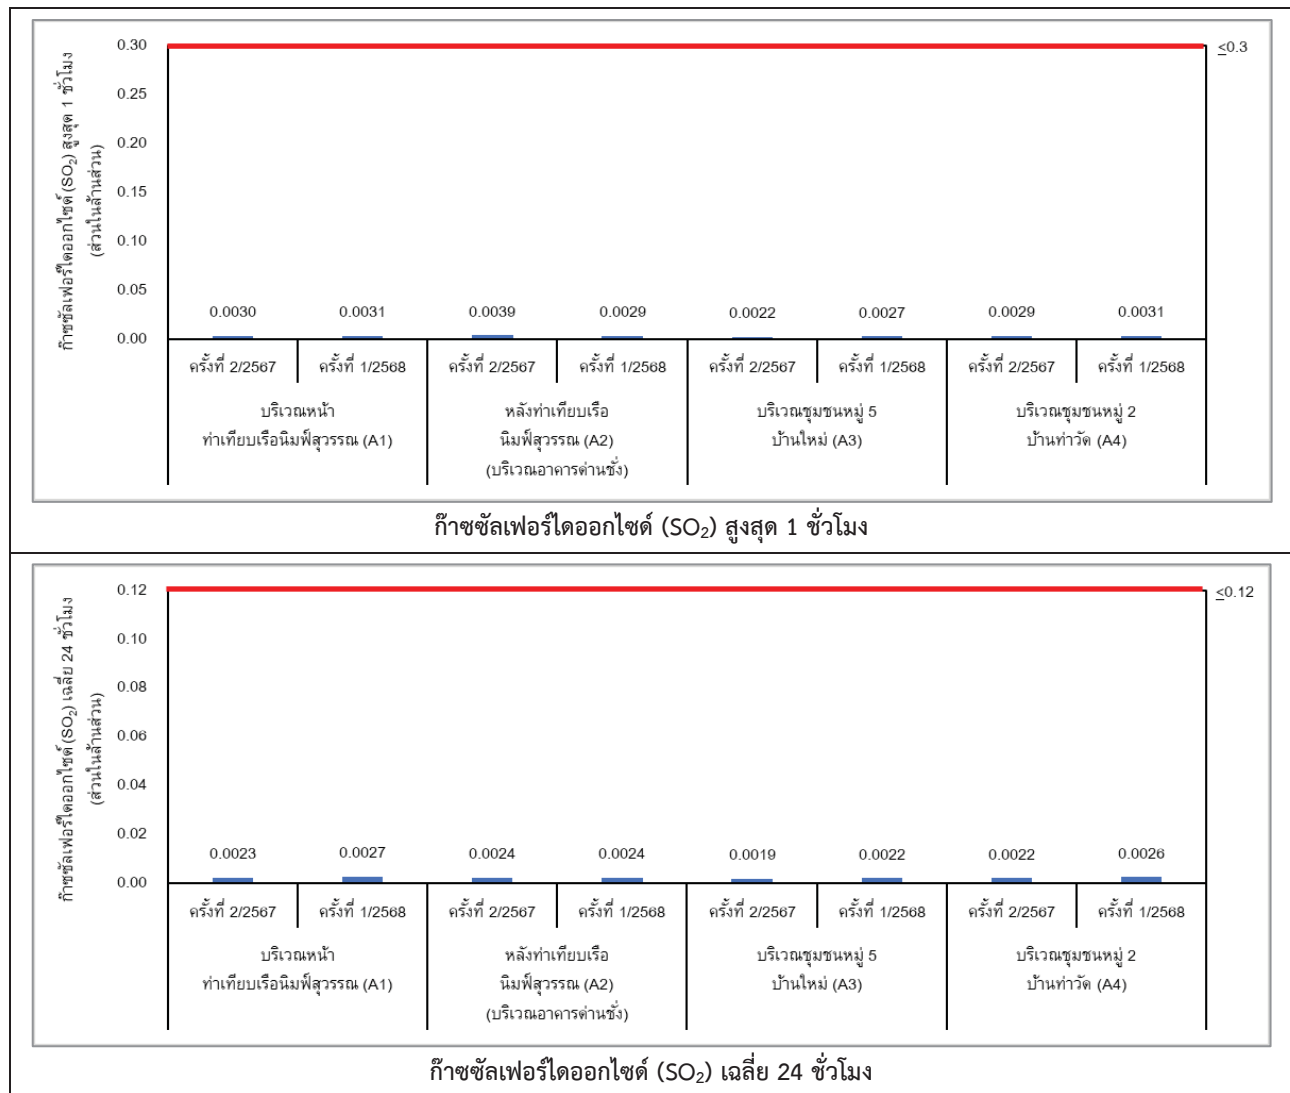 ก๊าซซัลเฟอร์ไดออกไซด์ (SO₂) สูงสุด 1 ชั่วโมง
(ส่วนในล้านส่วน)
0.30
0.25
0.20
0.15
0.10
0.05
0.00
≤0.3
0.0030 0.0031 0.0039 0.0029 0.0022 0.0027 0.0029 0.0031
ครั้งที่ 2/2567 ครั้งที่ 1/2568 ครั้งที่ 2/2567 ครั้งที่ 1/2568 ครั้งที่ 2/2567 ครั้งที่ 1/2568 ครั้งที่ 2/2567 ครั้งที่ 1/2568
บริเวณหน้า หลังท่าเทียบเรือ บริเวณชุมชนหมู่ 5 บริเวณชุมชนหมู่ 2
ท่าเทียบเรือนิมฟ์สุวรรณ (A1) นิมฟ์สุวรรณ (A2) บ้านใหม่ (A3) บ้านท่าวัด (A4)
(บริเวณอาคารด่านชั่ง)
ก๊าซซัลเฟอร์ไดออกไซด์ (SO₂) สูงสุด 1 ชั่วโมง
ก๊าซซัลเฟอร์ไดออกไซด์ (SO₂) เฉลี่ย 24 ชั่วโมง
(ส่วนในล้านส่วน)
0.12
0.10
0.08
0.06
0.04
0.02
0.00
≤0.12
0.0023 0.0027 0.0024 0.0024 0.0019 0.0022 0.0022 0.0026
ครั้งที่ 2/2567 ครั้งที่ 1/2568 ครั้งที่ 2/2567 ครั้งที่ 1/2568 ครั้งที่ 2/2567 ครั้งที่ 1/2568 ครั้งที่ 2/2567 ครั้งที่ 1/2568
บริเวณหน้า หลังท่าเทียบเรือ บริเวณชุมชนหมู่ 5 บริเวณชุมชนหมู่ 2
ท่าเทียบเรือนิมฟ์สุวรรณ (A1) นิมฟ์สุวรรณ (A2) บ้านใหม่ (A3) บ้านท่าวัด (A4)
(บริเวณอาคารด่านชั่ง)
ก๊าซซัลเฟอร์ไดออกไซด์ (SO₂) เฉลี่ย 24 ชั่วโมง